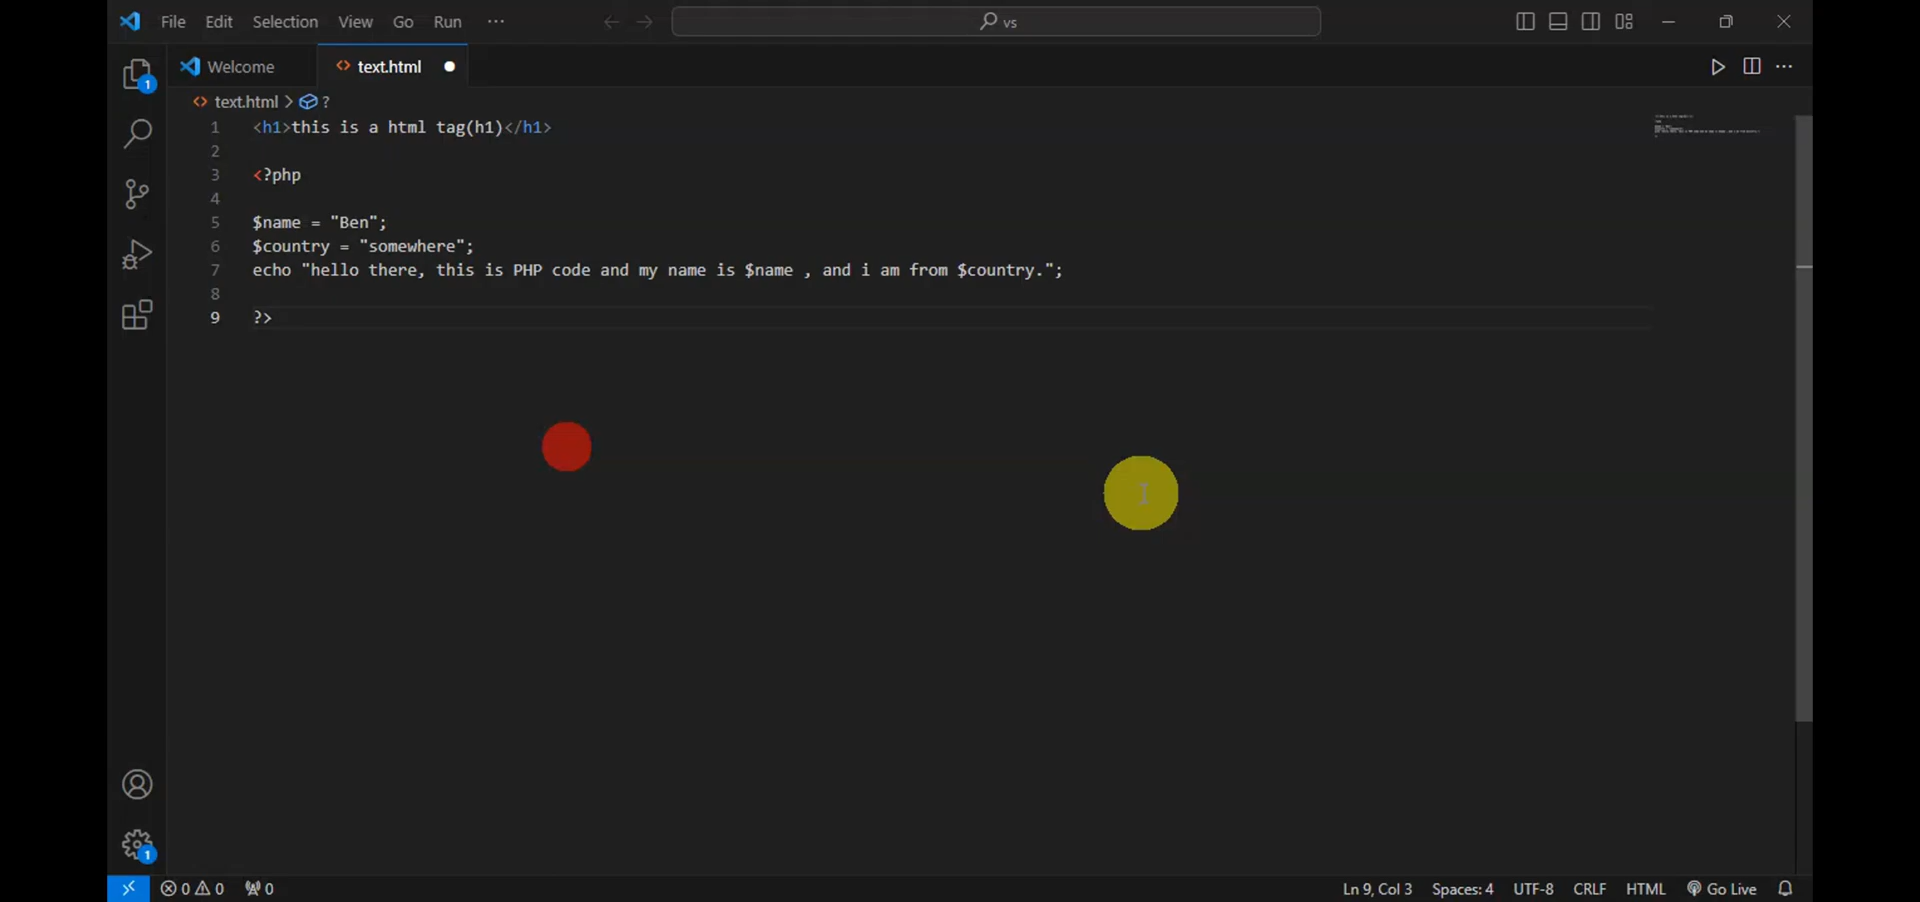 File Edit Selection View Go Run ··· vs
Welcome text.html
text.html > ?
1 <h1>this is a html tag(h1)</h1>
2
3 <?php
4
5 $name = "Ben";
6 $country = "somewhere";
7 echo "hello there, this is PHP code and my name is $name , and i am from $country.";
8
9 ?>
1
1
0 0 0 Ln 9, Col 3 Spaces: 4 UTF-8 CRLF HTML Go Live